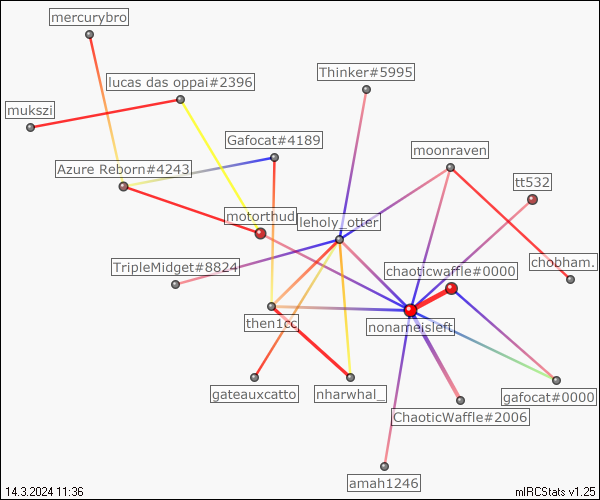 mercurybro
Thinker#5995
lucas das oppai#2396
mukszi
Gafocat#4189
moonraven
Azure Reborn#4243
tt532
motorthud
leholy_otter
chobham.
TripleMidget#8824
chaoticwaffle#0000
then1cc
nonameisleft
gateauxcatto
nharwhal_
gafocat#0000
ChaoticWaffle#2006
amah1246
14.3.2024 11:36
mIRCStats v1.25